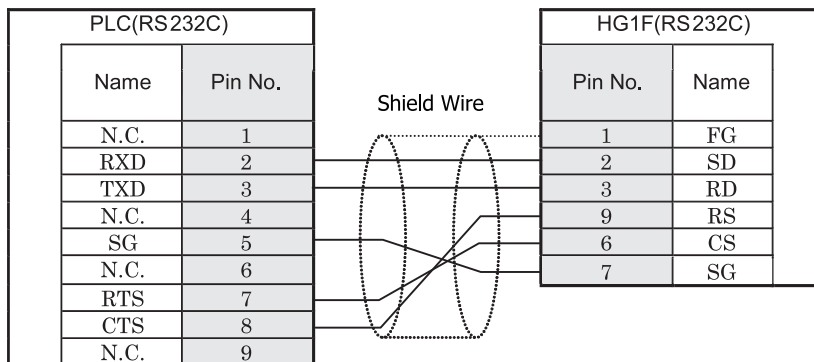 PLC(RS232C)
Name Pin No.
N.C. 1
RXD 2
TXD 3
N.C. 4
SG 5
N.C. 6
RTS 7
CTS 8
N.C. 9
Shield Wire
HG1F(RS232C)
Pin No. Name
1 FG
2 SD
3 RD
9 RS
6 CS
7 SG